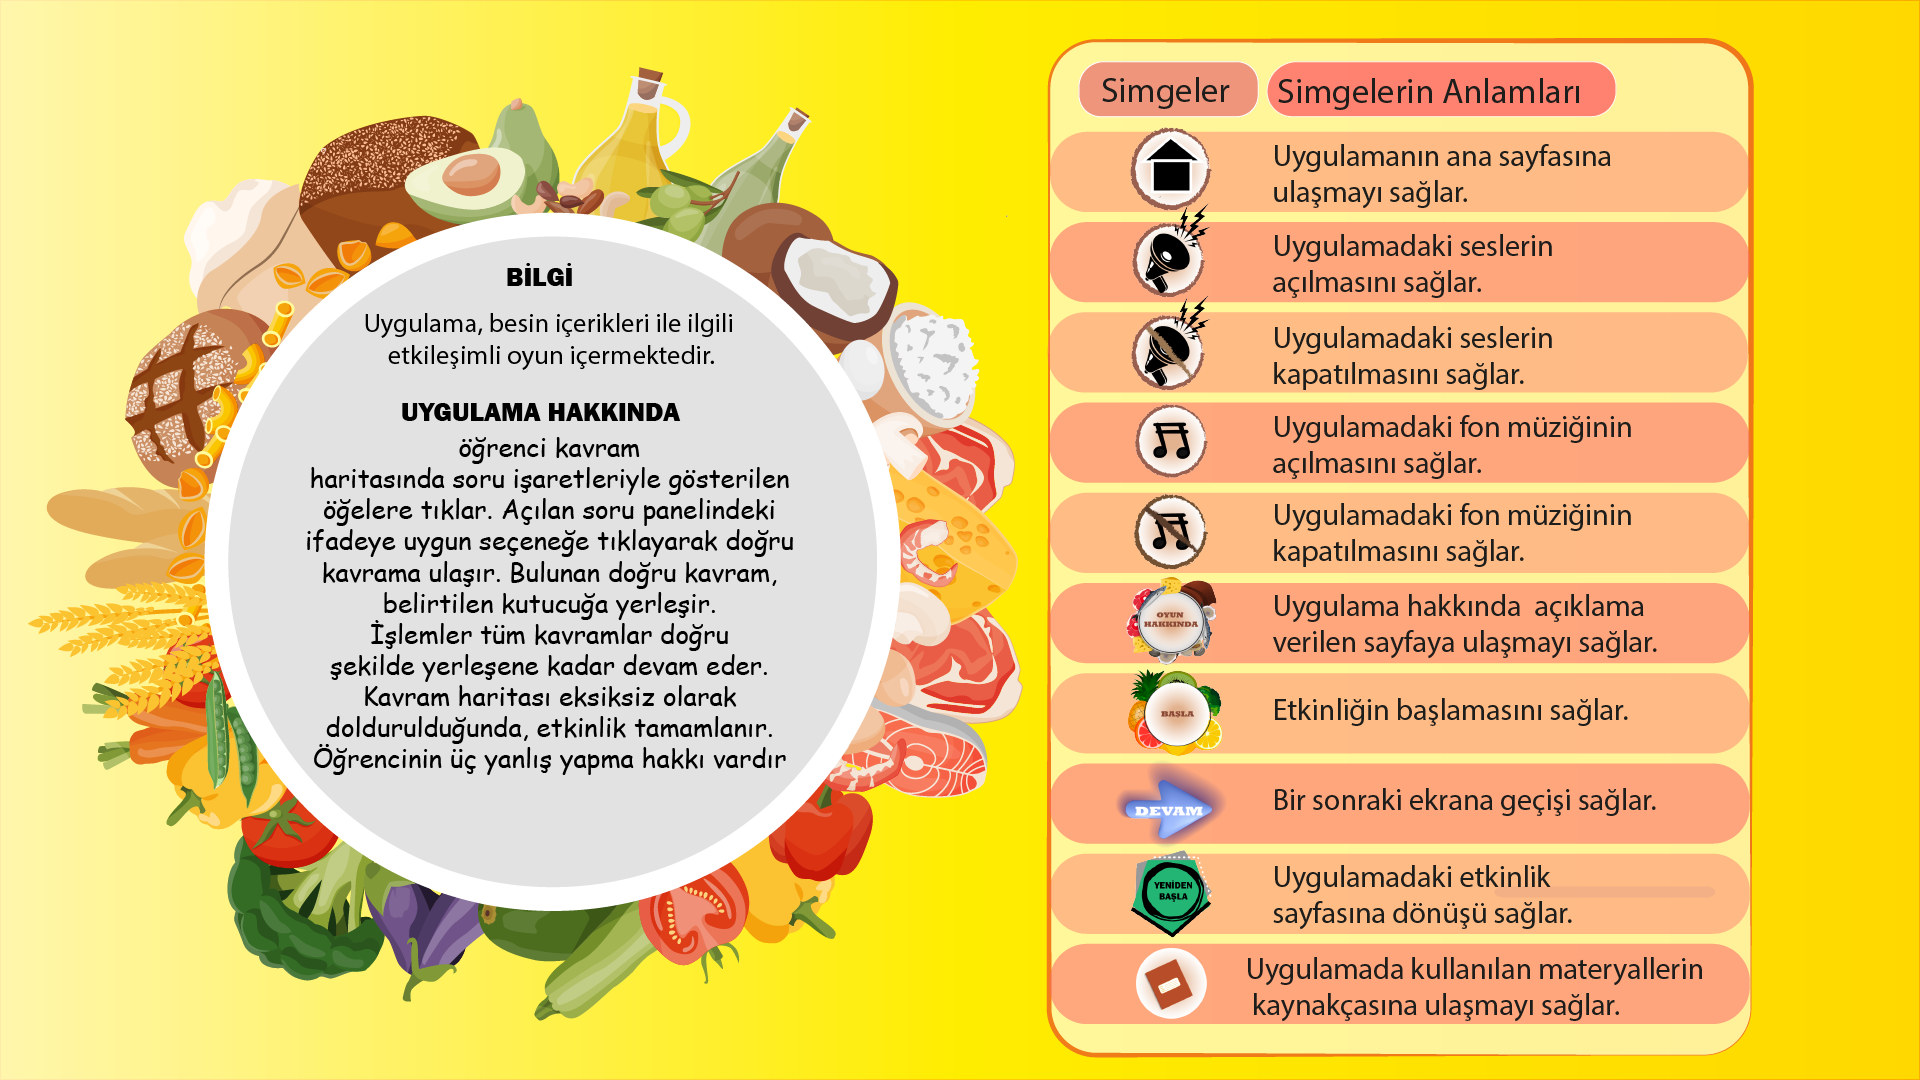 BİLGİ
Uygulama, besin içerikleri ile ilgili
etkileşimli oyun içermektedir.
UYGULAMA HAKKINDA
öğrenci kavram
haritasında soru işaretleriyle gösterilen
öğelere tıklar. Açılan soru panelindeki
ifadeye uygun seçeneğe tıklayarak doğru
kavrama ulaşır. Bulunan doğru kavram,
belirtilen kutucuğa yerleşir.
İşlemler tüm kavramlar doğru
şekilde yerleşene kadar devam eder.
Kavram haritası eksiksiz olarak
doldurulduğunda, etkinlik tamamlanır.
Öğrencinin üç yanlış yapma hakkı vardır
Simgeler
Simgelerin Anlamları
Uygulamanın ana sayfasına
ulaşmayı sağlar.
Uygulamadaki seslerin
açılmasını sağlar.
Uygulamadaki seslerin
kapatılmasını sağlar.
Uygulamadaki fon müziğinin
açılmasını sağlar.
Uygulamadaki fon müziğinin
kapatılmasını sağlar.
OYUN
HAKKINDA
Uygulama hakkında açıklama
verilen sayfaya ulaşmayı sağlar.
BAŞLA
Etkinliğin başlamasını sağlar.
DEVAM
Bir sonraki ekrana geçişi sağlar.
YENİDEN
BAŞLA
Uygulamadaki etkinlik
sayfasına dönüşü sağlar.
Uygulamada kullanılan materyallerin
kaynakçasına ulaşmayı sağlar.